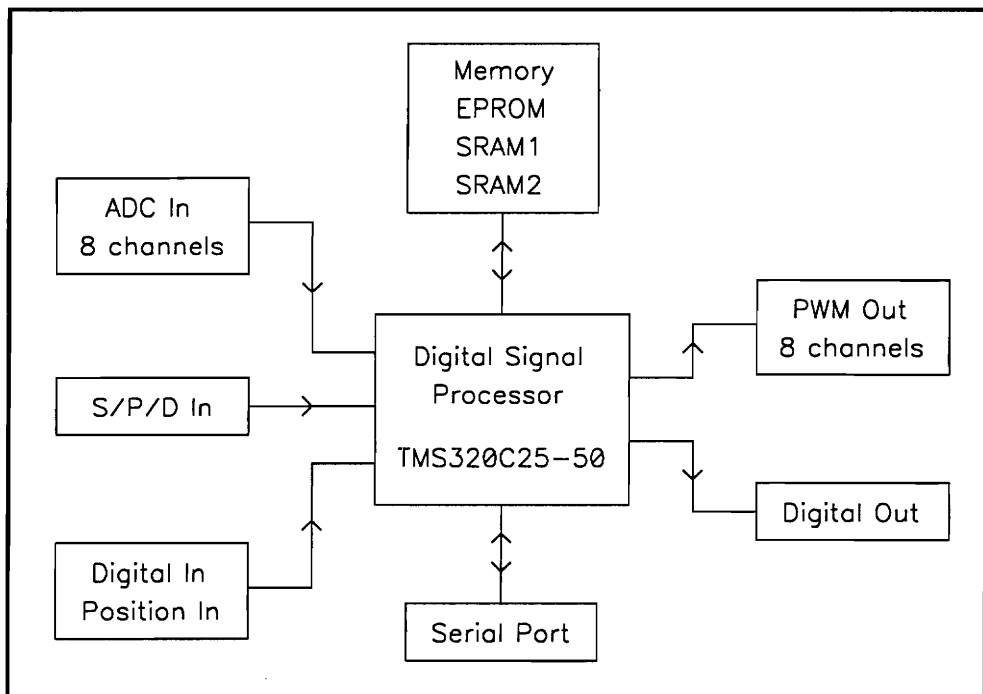 Memory
EPROM
SRAM1
SRAM2
ADC In
8 channels
PWM Out
8 channels
Digital Signal
Processor
TMS320C25-50
S/P/D In
Digital Out
Digital In
Position In
Serial Port